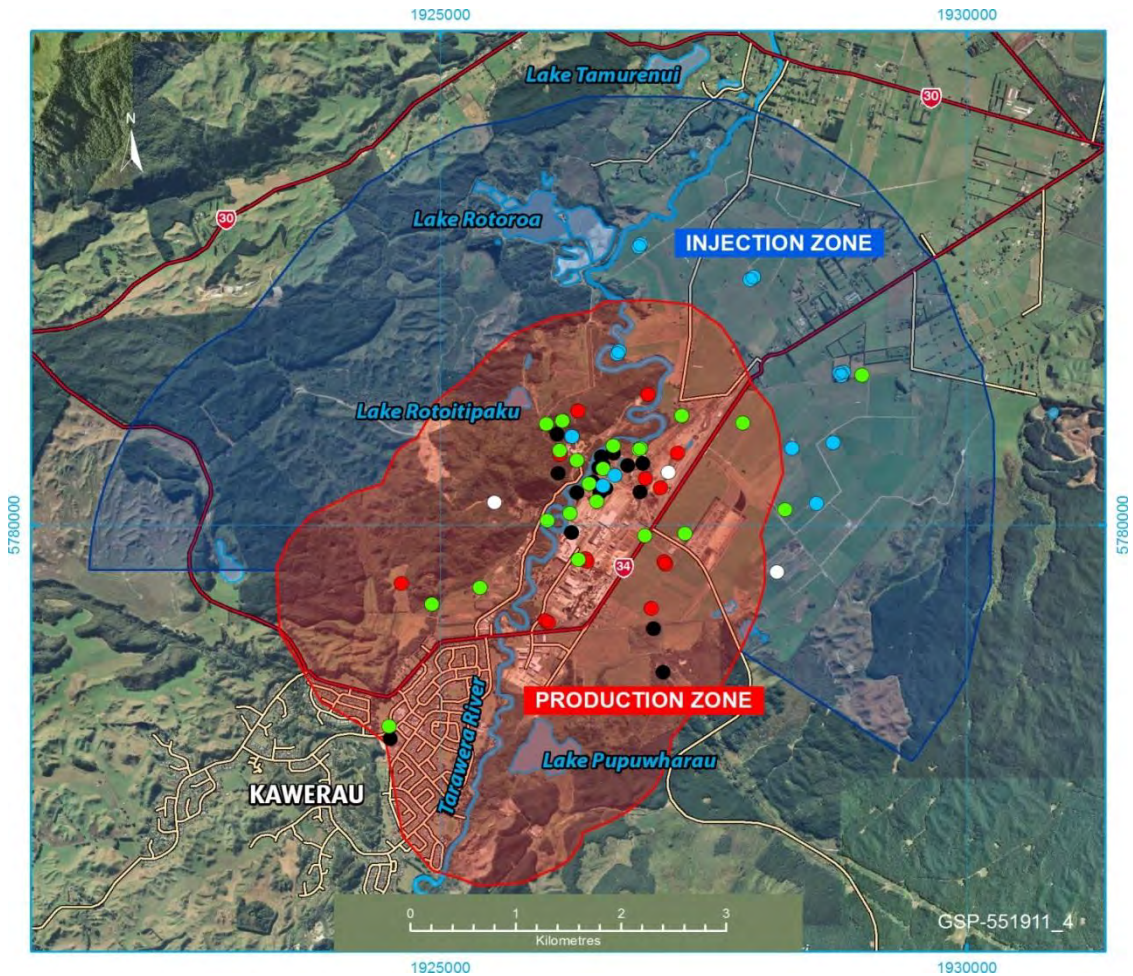 1925000
1930000
Lake Tamurenui
30
N
30
Lake Rotoroa
INJECTION ZONE
Lake Rotoitipaku
5780000
5780000
34
PRODUCTION ZONE
Tarawera River
Lake Pupuwharau
KAWERAU
0 1 2 3
Kilometres
GSP-551911_4
1925000
1930000